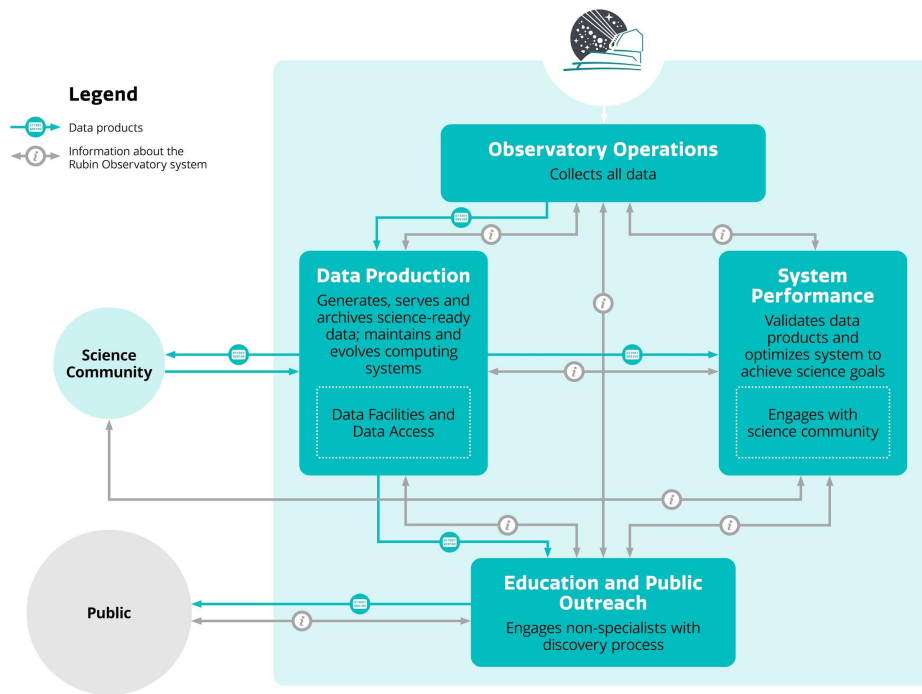 Legend
Data products
Information about the
Rubin Observatory system
Observatory Operations
Collects all data
Data Production
Generates, serves and
archives science-ready
data; maintains and
evolves computing
systems
Data Facilities and
Data Access
System
Performance
Validates data
products and
optimizes system to
achieve science goals
Engages with
science community
Science
Community
Education and Public
Outreach
Engages non-specialists with
discovery process
Public
i
i
i
i
i
i
i
i
i